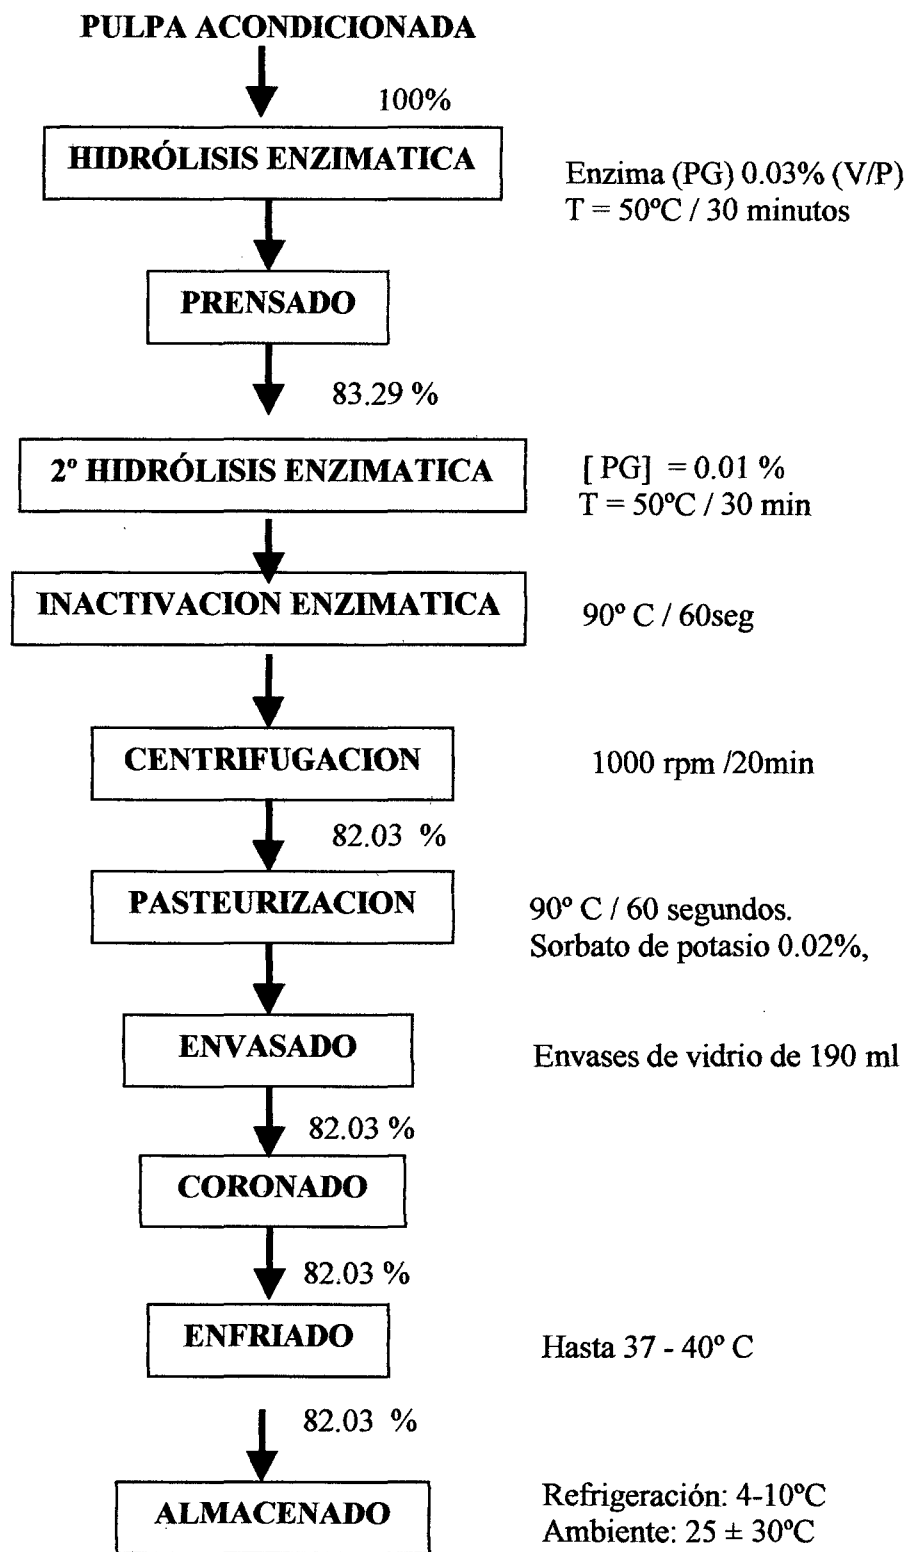 PULPA ACONDICIONADA
100%
HIDRÓLISIS ENZIMATICA
Enzima (PG) 0.03% (V/P)
T = 50ºC / 30 minutos
PRENSADO
83.29 %
2º HIDRÓLISIS ENZIMATICA
[ PG] = 0.01 %
T = 50ºC / 30 min
INACTIVACION ENZIMATICA
90º C / 60seg
CENTRIFUGACION
1000 rpm /20min
82.03 %
PASTEURIZACION
90º C / 60 segundos.
Sorbato de potasio 0.02%,
ENVASADO
Envases de vidrio de 190 ml
82.03 %
CORONADO
82.03 %
ENFRIADO
Hasta 37 - 40º C
82.03 %
ALMACENADO
Refrigeración: 4-10ºC
Ambiente: 25 ± 30ºC